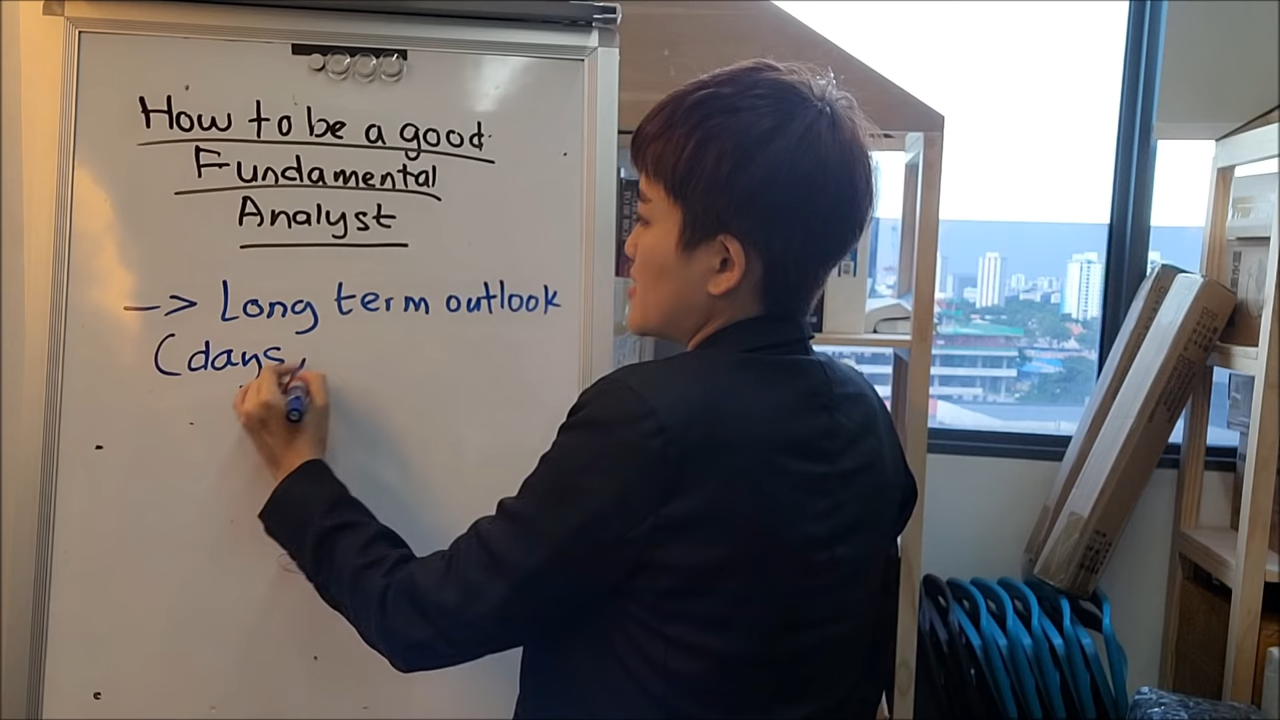 How to be a good
Fundamental
Analyst
-> Long term outlook
(days,